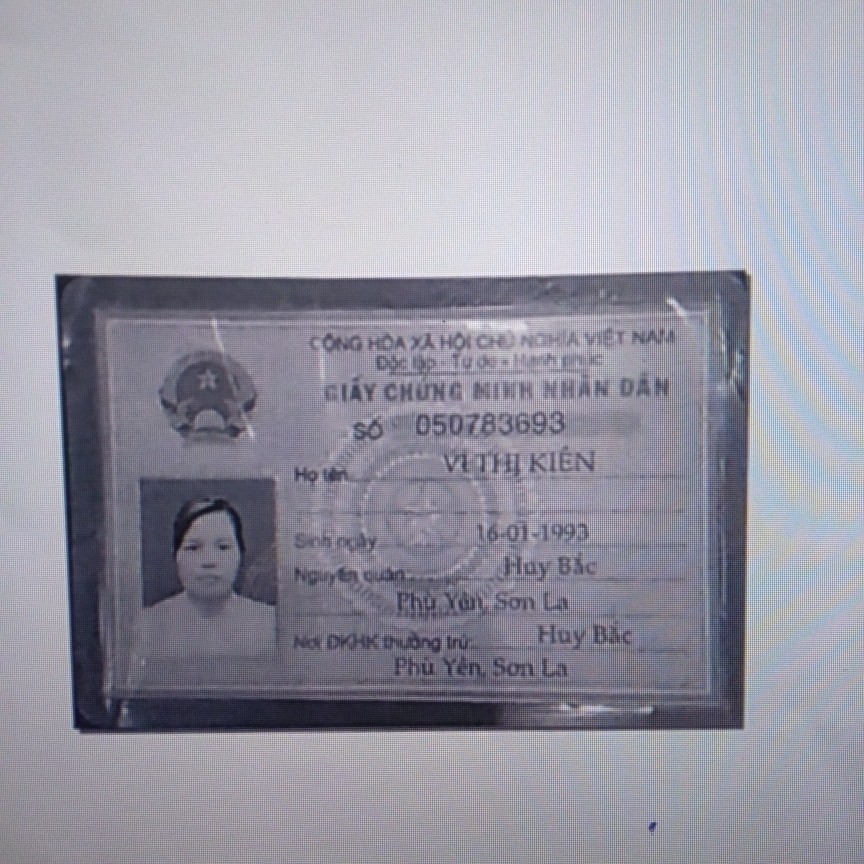 CỘNG HÒA XÃ HỘI CHỦ NGHĨA VIỆT NAM
Độc lập - Tự do - Hạnh phúc
GIẤY CHỨNG MINH NHÂN DÂN
SỐ 050783693
Họ tên VÌ THỊ KIÊN
Sinh ngày 16-01-1993
Nguyên quán Huy Bắc
Phù Yên, Sơn La
Nơi ĐKHK thường trú Huy Bắc
Phù Yên, Sơn La